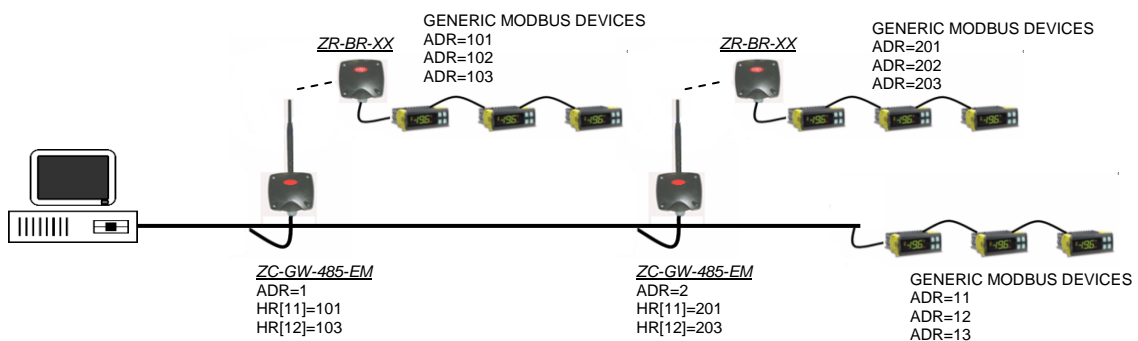 GENERIC MODBUS DEVICES
ADR=101
ADR=102
ADR=103
ZR-BR-XX
GENERIC MODBUS DEVICES
ADR=201
ADR=202
ADR=203
ZR-BR-XX
ZC-GW-485-EM
ADR=1
HR[11]=101
HR[12]=103
ZC-GW-485-EM
ADR=2
HR[11]=201
HR[12]=203
GENERIC MODBUS DEVICES
ADR=11
ADR=12
ADR=13